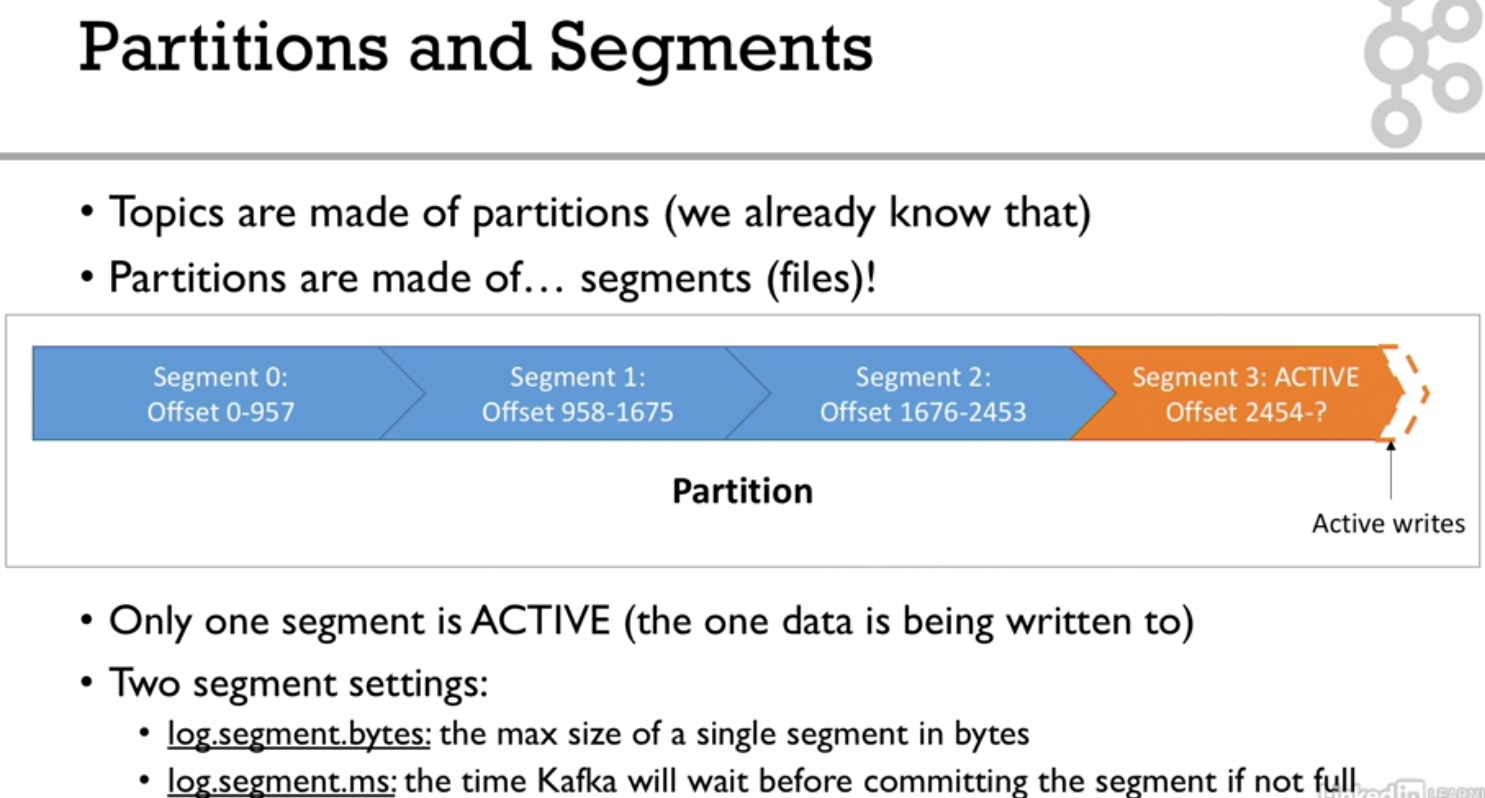 Partitions and Segments
• Topics are made of partitions (we already know that)
• Partitions are made of… segments (files)!
Segment 0:
Offset 0-957
Segment 1:
Offset 958-1675
Segment 2:
Offset 1676-2453
Segment 3: ACTIVE
Offset 2454-?
Partition
Active writes
• Only one segment is ACTIVE (the one data is being written to)
• Two segment settings:
• log.segment.bytes: the max size of a single segment in bytes
• log.segment.ms: the time Kafka will wait before committing the segment if not full